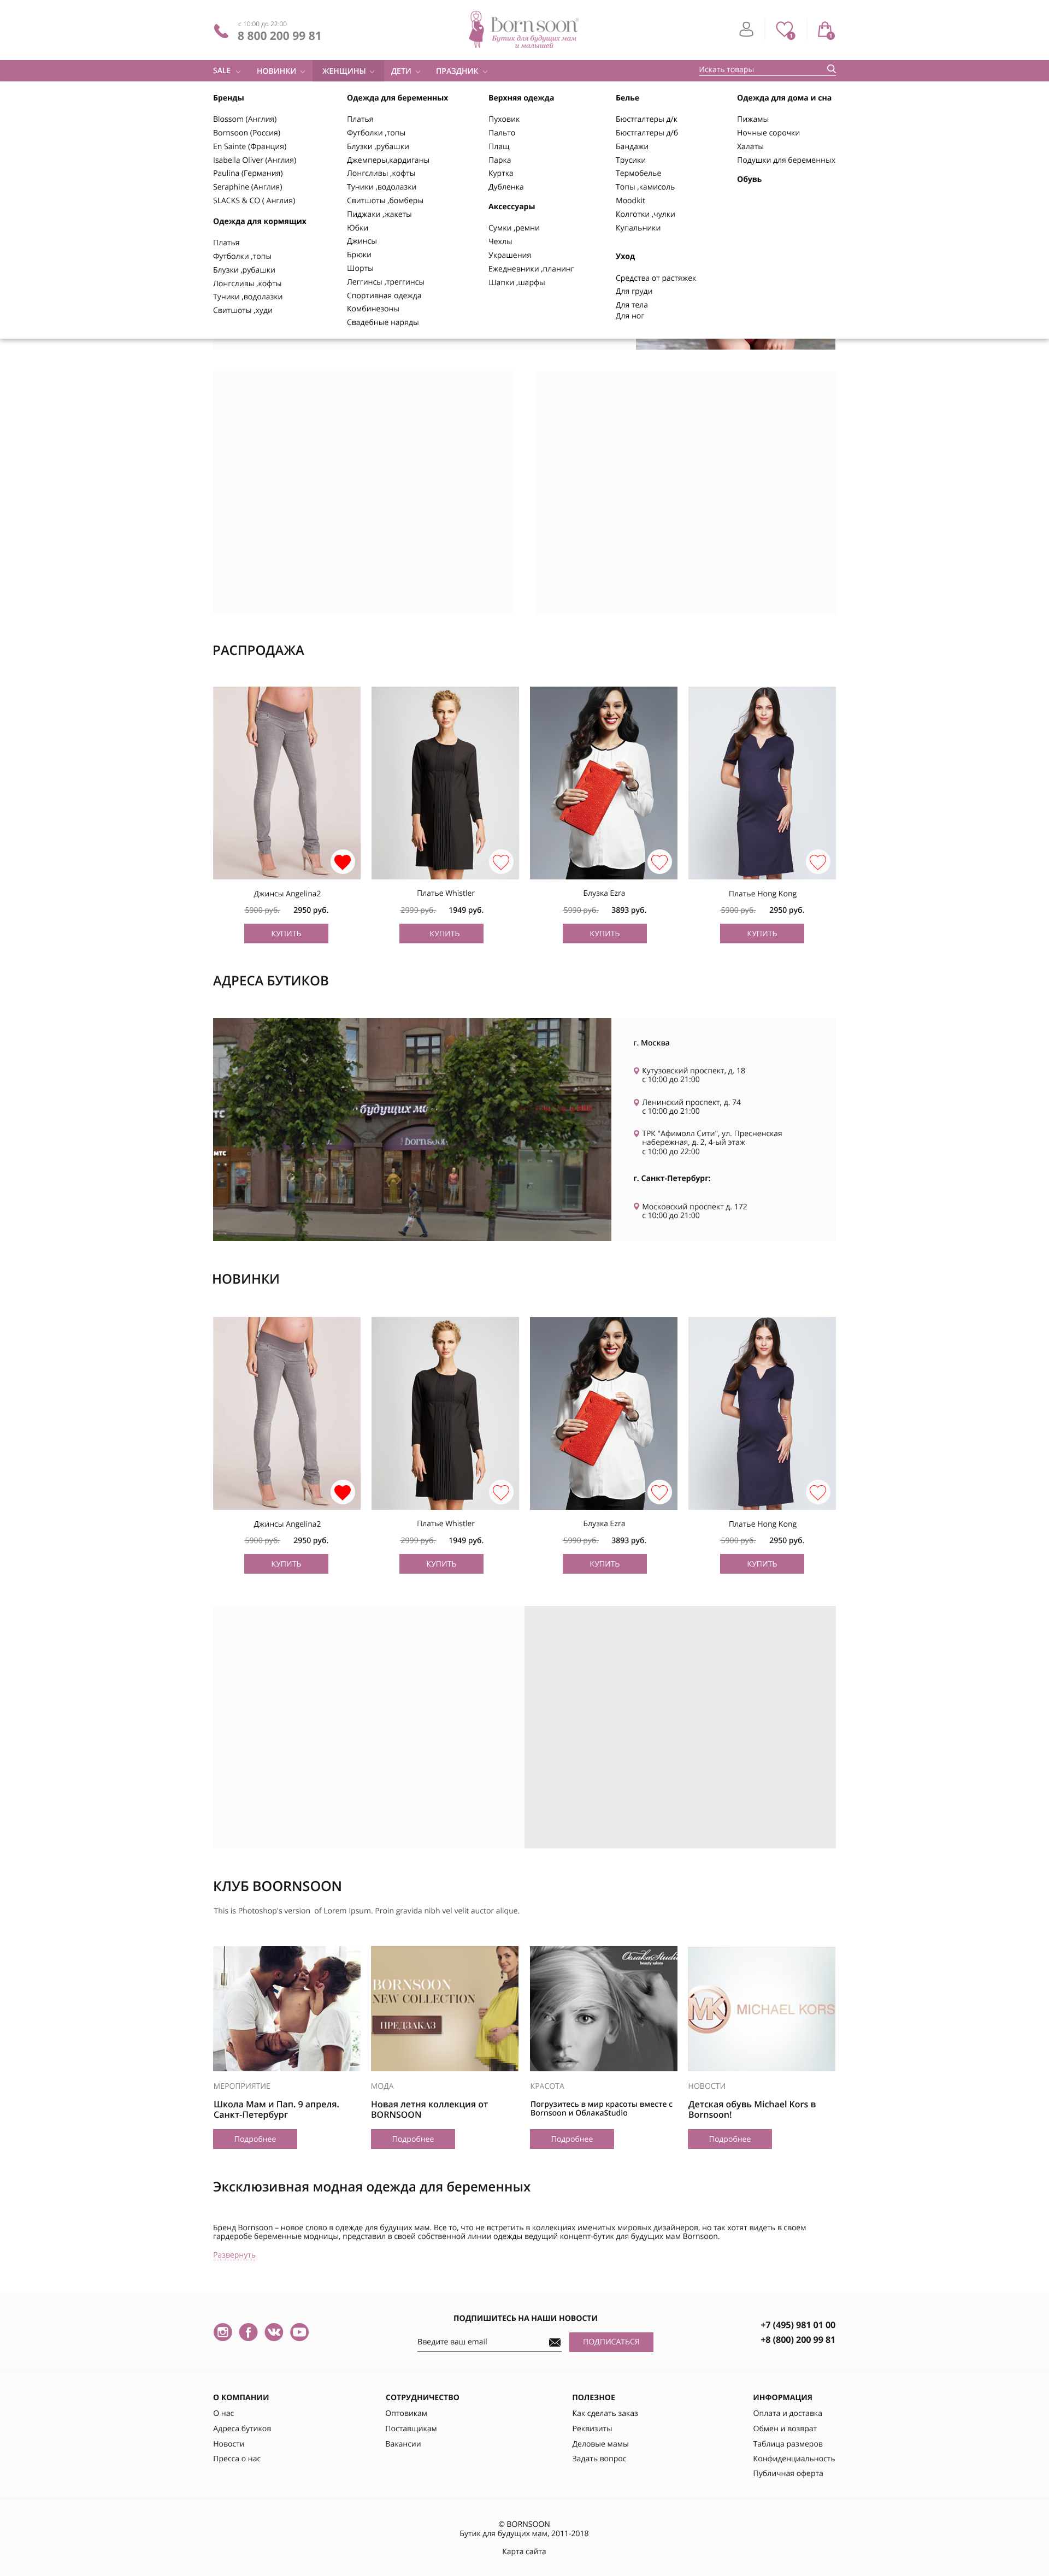 с 10:00 до 22:00
8 800 200 99 81
Bornsoon®
Бутик для будущих мам
и малышей
1
1
SALE
НОВИНКИ
ЖЕНЩИНЫ
ДЕТИ
ПРАЗДНИК
Искать товары
Бренды
Blossom (Англия)
Bornsoon (Россия)
En Sainte (Франция)
Isabella Oliver (Англия)
Paulina (Германия)
Seraphine (Англия)
SLACKS & CO ( Англия)
Одежда для кормящих
Платья
Футболки ,топы
Блузки ,рубашки
Лонгсливы ,кофты
Туники ,водолазки
Свитшоты ,худи
Одежда для беременных
Платья
Футболки ,топы
Блузки ,рубашки
Джемперы,кардиганы
Лонгсливы ,кофты
Туники ,водолазки
Свитшоты ,бомберы
Пиджаки ,жакеты
Юбки
Джинсы
Брюки
Шорты
Леггинсы ,треггинсы
Спортивная одежда
Комбинезоны
Свадебные наряды
Верхняя одежда
Пуховик
Пальто
Плащ
Парка
Куртка
Дубленка
Аксессуары
Сумки ,ремни
Чехлы
Украшения
Ежедневники ,планинг
Шапки ,шарфы
Белье
Бюстгалтеры д/к
Бюстгалтеры д/б
Бандажи
Трусики
Термобелье
Топы ,камисоль
Moodkit
Колготки ,чулки
Купальники
Уход
Средства от растяжек
Для груди
Для тела
Для ног
Одежда для дома и сна
Пижамы
Ночные сорочки
Халаты
Подушки для беременных
Обувь
РАСПРОДАЖА
Джинсы Angelina2
5900 руб. 2950 руб.
КУПИТЬ
Платье Whistler
2999 руб. 1949 руб.
КУПИТЬ
Блузка Ezra
5990 руб. 3893 руб.
КУПИТЬ
Платье Hong Kong
5900 руб. 2950 руб.
КУПИТЬ
АДРЕСА БУТИКОВ
будущих мо
Bornsoon
мтс
г. Москва
Кутузовский проспект, д. 18
с 10:00 до 21:00
Ленинский проспект, д. 74
с 10:00 до 21:00
ТРК "Афимолл Сити", ул. Пресненская
набережная, д. 2, 4-ый этаж
с 10:00 до 22:00
г. Санкт-Петербург:
Московский проспект д. 172
с 10:00 до 21:00
НОВИНКИ
Джинсы Angelina2
5900 руб. 2950 руб.
КУПИТЬ
Платье Whistler
2999 руб. 1949 руб.
КУПИТЬ
Блузка Ezra
5990 руб. 3893 руб.
КУПИТЬ
Платье Hong Kong
5900 руб. 2950 руб.
КУПИТЬ
КЛУБ BOORNSOON
This is Photoshop's version  of Lorem Ipsum. Proin gravida nibh vel velit auctor aliquе.
BORNSOON
NEW COLLECTION
ПРЕДЗАКАЗ
ОблакаStudio
beauty salons
MK MICHAEL KORS
МЕРОПРИЯТИЕ
Школа Мам и Пап. 9 апреля.
Санкт-Петербург
Подробнее
МОДА
Новая летня коллекция от
BORNSOON
Подробнее
КРАСОТА
Погрузитесь в мир красоты вместе с
Bornsoon и ОблакаStudio
Подробнее
НОВОСТИ
Детская обувь Michael Kors в
Bornsoon!
Подробнее
Эксклюзивная модная одежда для беременных
Бренд Bornsoon – новое слово в одежде для будущих мам. Все то, что не встретить в коллекциях именитых мировых дизайнеров, но так хотят видеть в своем
гардеробе беременные модницы, представил в своей собственной линии одежды ведущий концепт-бутик для будущих мам Bornsoon.
Развернуть
ПОДПИШИТЕСЬ НА НАШИ НОВОСТИ
Введите ваш email
ПОДПИСАТЬСЯ
+7 (495) 981 01 00
+8 (800) 200 99 81
О КОМПАНИИ
О нас
Адреса бутиков
Новости
Пресса о нас
СОТРУДНИЧЕСТВО
Оптовикам
Поставщикам
Вакансии
ПОЛЕЗНОЕ
Как сделать заказ
Реквизиты
Деловые мамы
Задать вопрос
ИНФОРМАЦИЯ
Оплата и доставка
Обмен и возврат
Таблица размеров
Конфиденциальность
Публичная оферта
© BORNSOON
Бутик для будущих мам, 2011-2018
Карта сайта